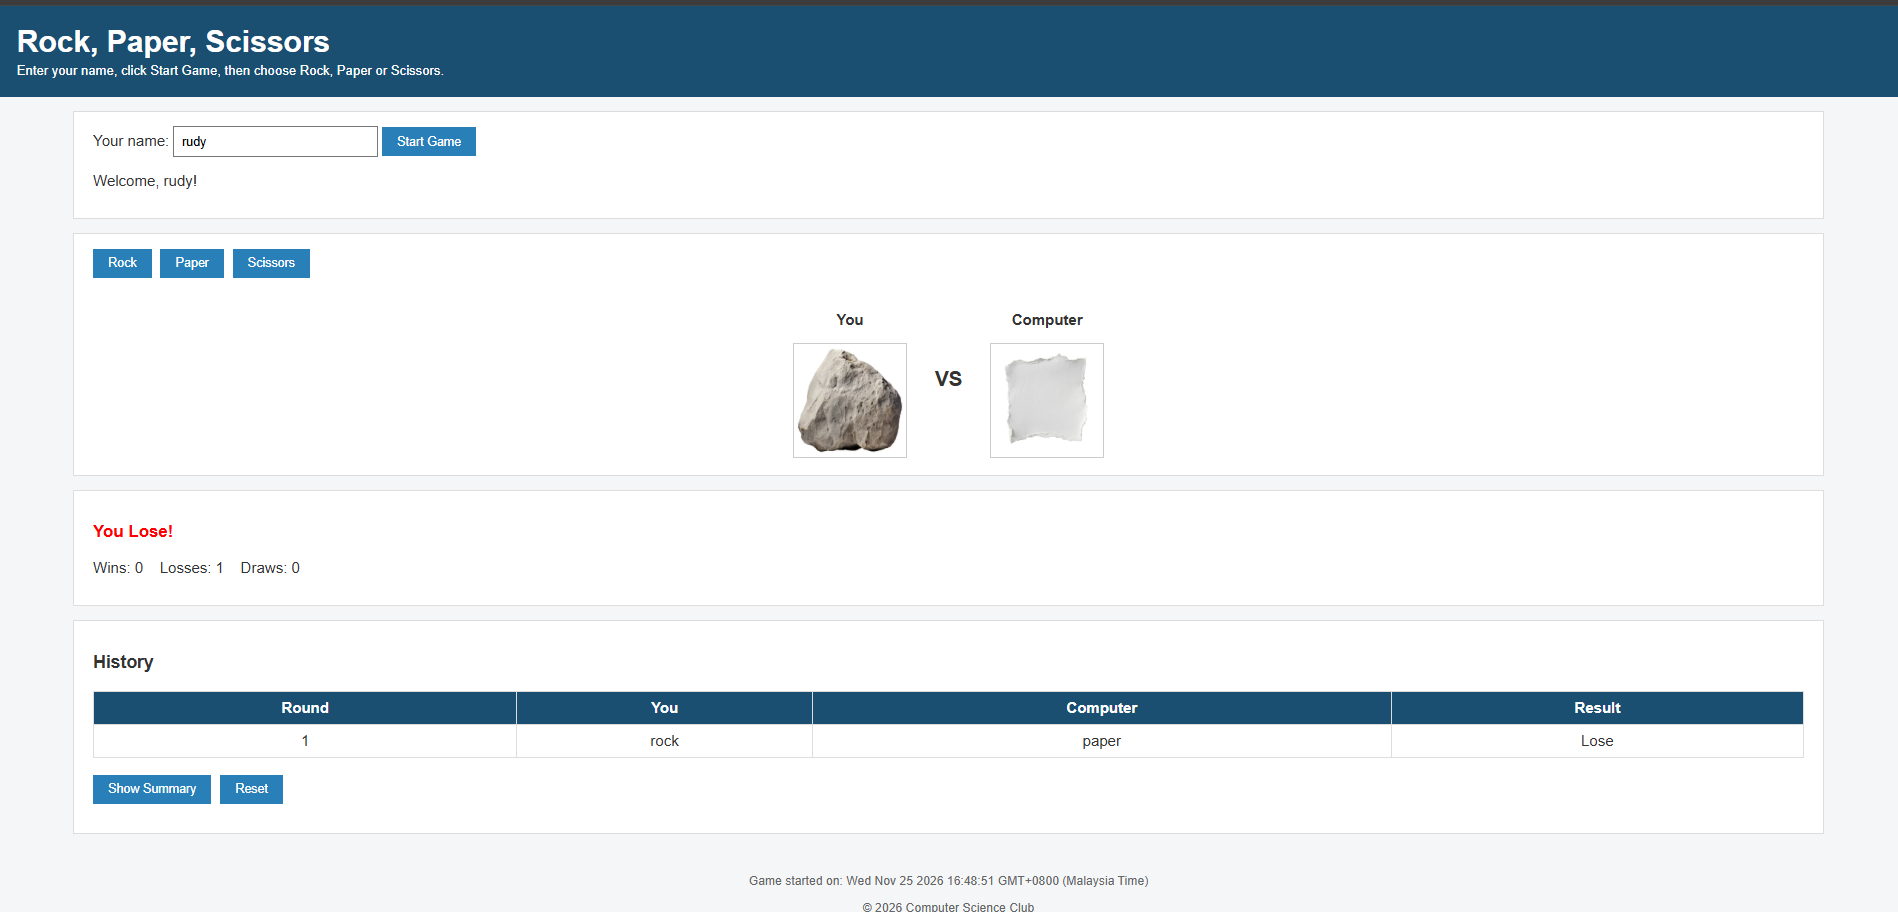 Rock, Paper, Scissors
Enter your name, click Start Game, then choose Rock, Paper or Scissors.
Your name: rudy Start Game
Welcome, rudy!
Rock Paper Scissors
You Computer
VS
You Lose!
Wins: 0 Losses: 1 Draws: 0
History
Round You Computer Result
1 rock paper Lose
Show Summary Reset
Game started on: Wed Nov 25 2026 16:48:51 GMT+0800 (Malaysia Time)
© 2026 Computer Science Club